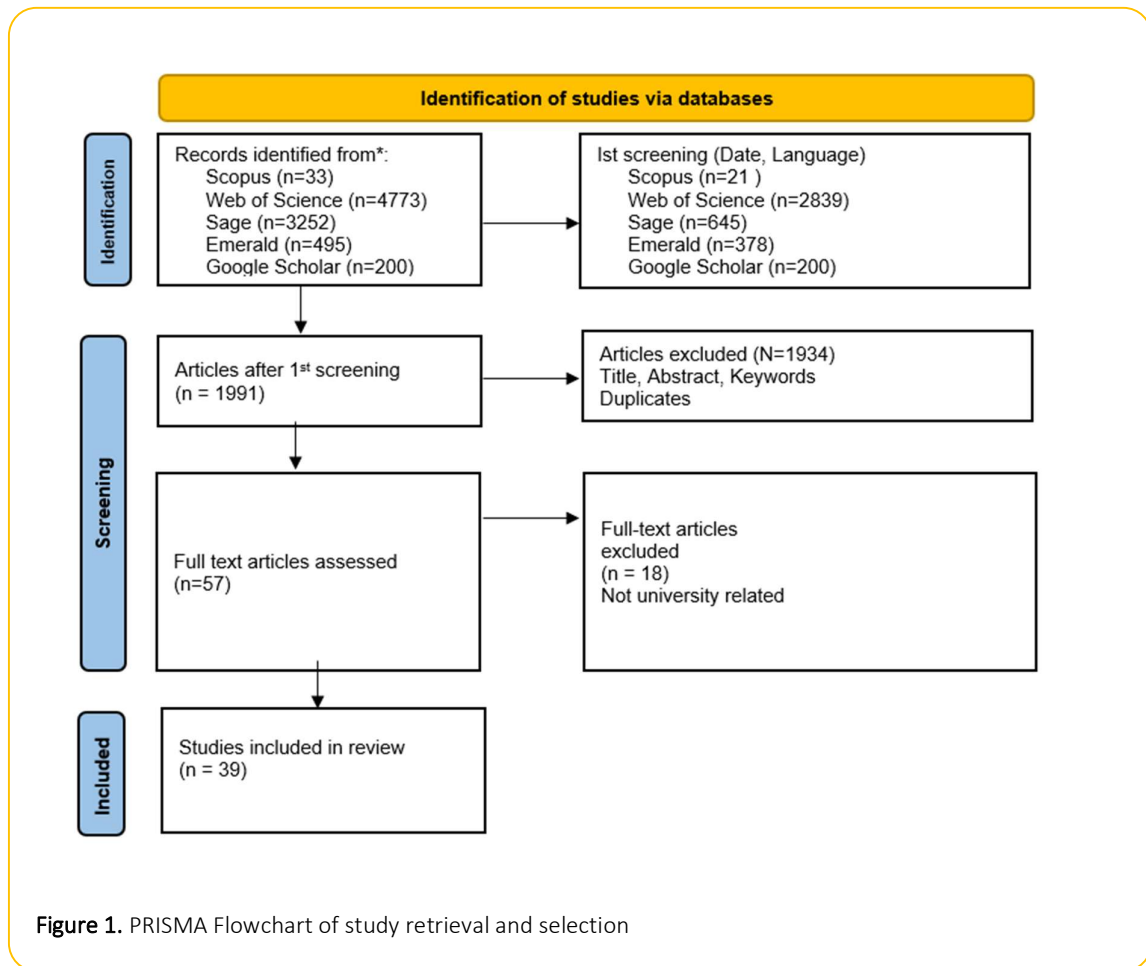 Identification of studies via databases
Identification
Records identified from*:
Scopus (n=33)
Web of Science (n=4773)
Sage (n=3252)
Emerald (n=495)
Google Scholar (n=200)
Ist screening (Date, Language)
Scopus (n=21 )
Web of Science (n=2839)
Sage (n=645)
Emerald (n=378)
Google Scholar (n=200)
Screening
Articles after 1st screening
(n = 1991)
Articles excluded (N=1934)
Title, Abstract, Keywords
Duplicates
Full text articles assessed
(n=57)
Full-text articles
excluded
(n = 18)
Not university related
Included
Studies included in review
(n = 39)
Figure 1. PRISMA Flowchart of study retrieval and selection